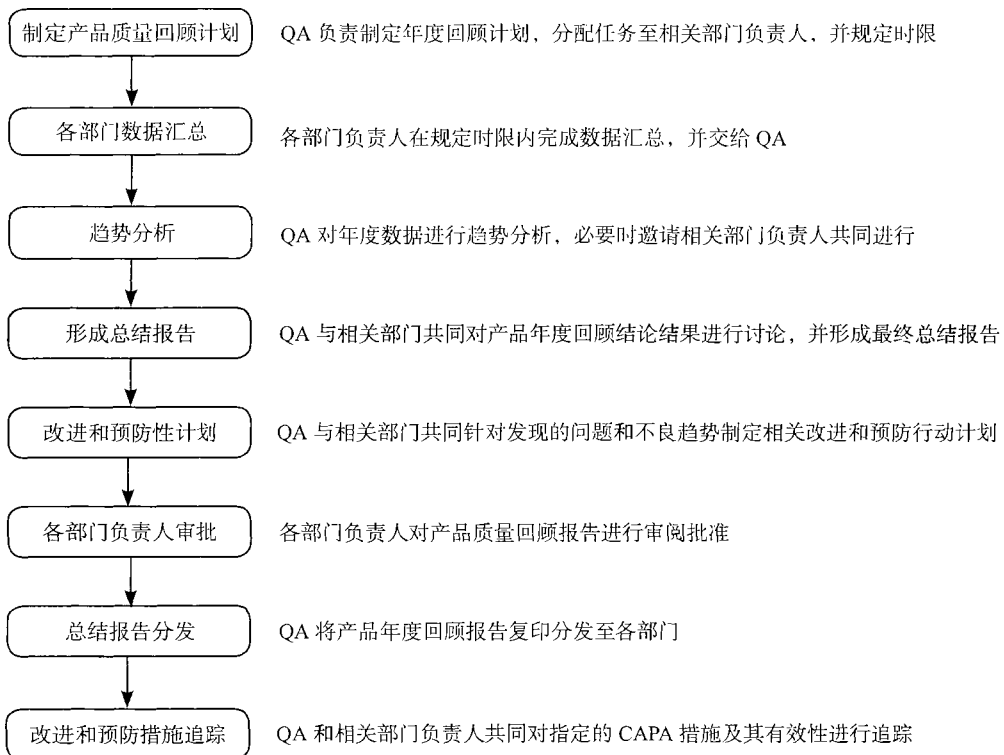 制定产品质量回顾计划
QA 负责制定年度回顾计划，分配任务至相关部门负责人，并规定时限
各部门数据汇总
各部门负责人在规定时限内完成数据汇总，并交给 QA
趋势分析
QA 对年度数据进行趋势分析，必要时邀请相关部门负责人共同进行
形成总结报告
QA 与相关部门共同对产品年度回顾结论结果进行讨论，并形成最终总结报告
改进和预防性计划
QA 与相关部门共同针对发现的问题和不良趋势制定相关改进和预防行动计划
各部门负责人审批
各部门负责人对产品质量回顾报告进行审阅批准
总结报告分发
QA 将产品年度回顾报告复印分发至各部门
改进和预防措施追踪
QA 和相关部门负责人共同对指定的 CAPA 措施及其有效性进行追踪